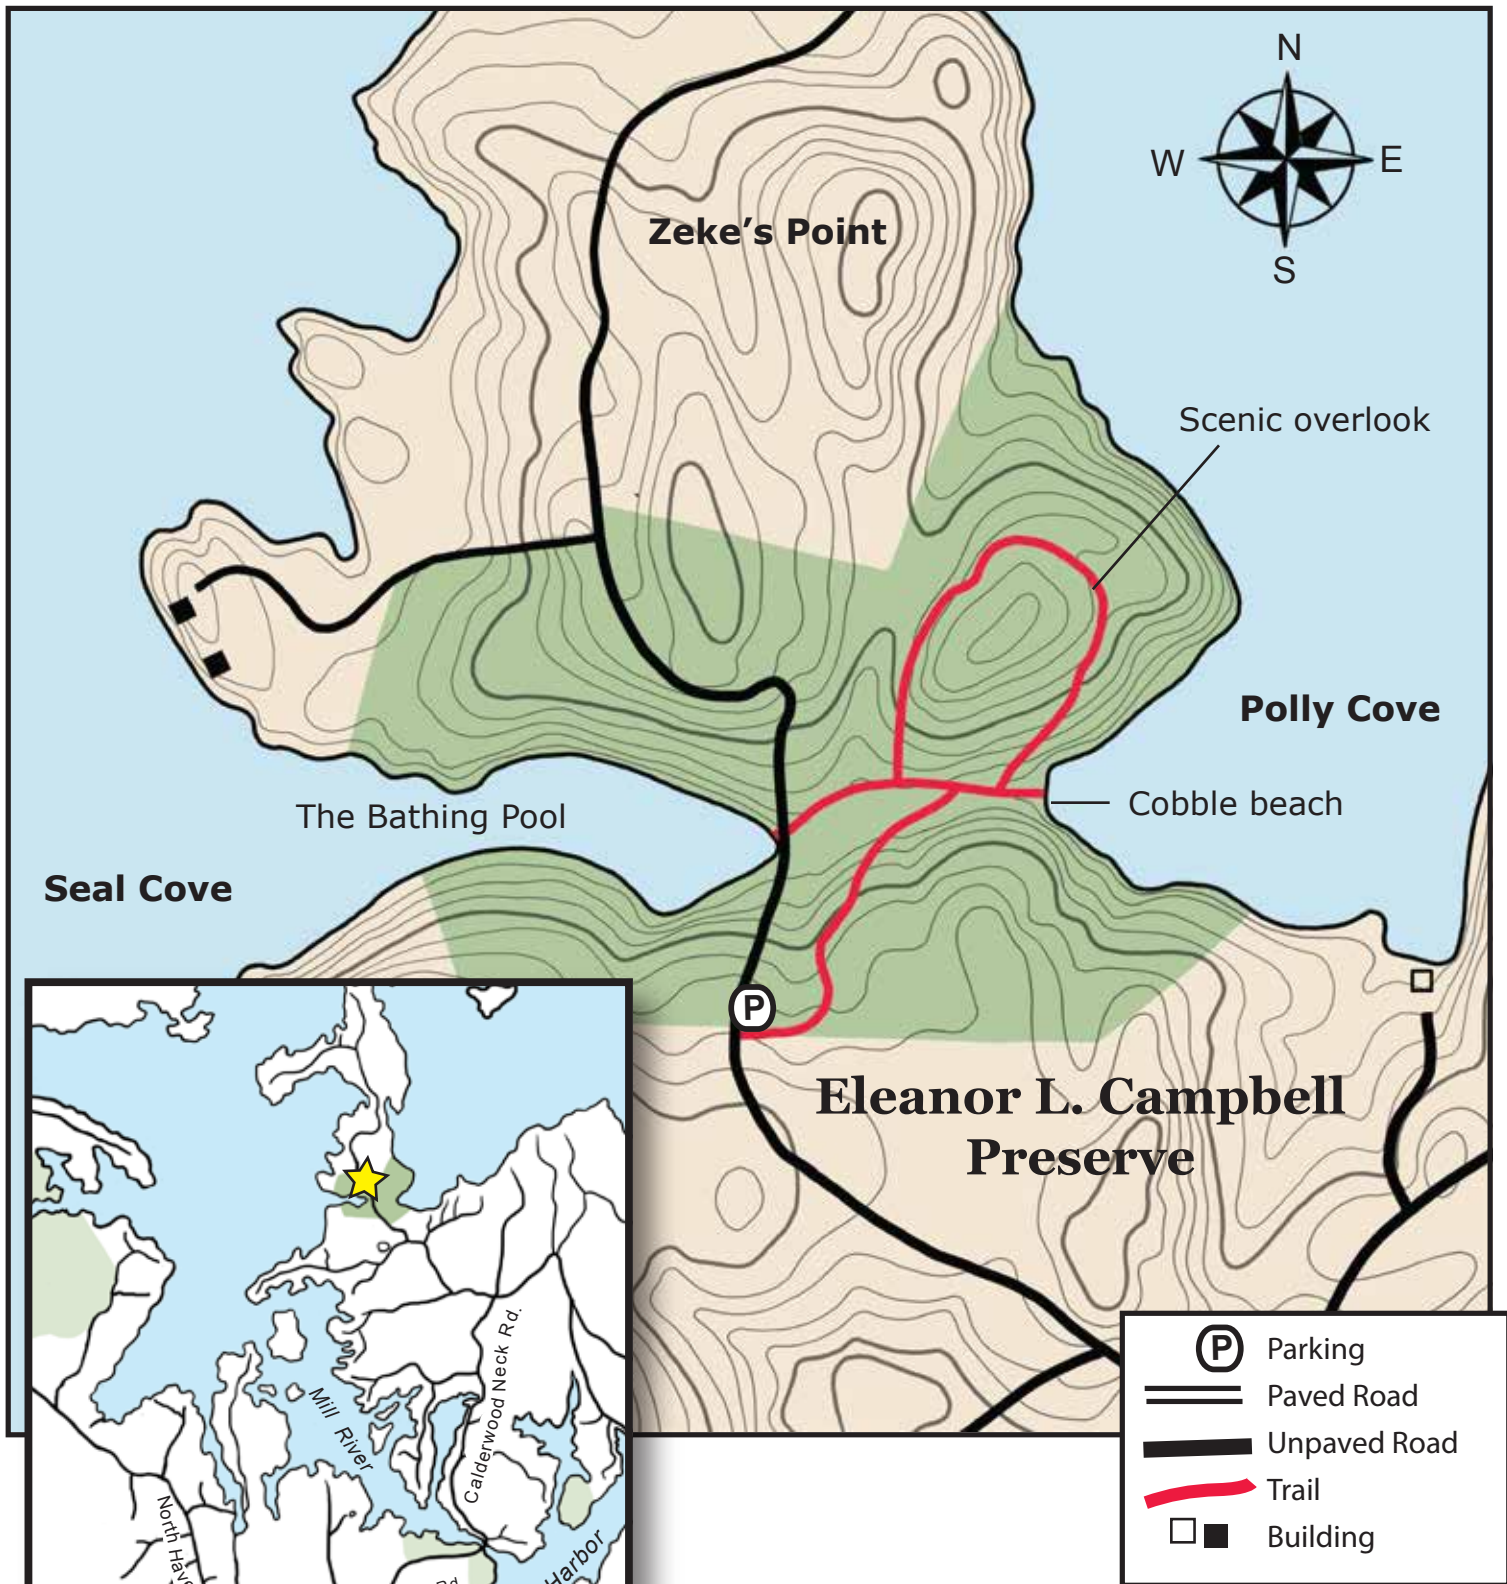 N
W
E
S
Zeke’s Point
Scenic overlook
Polly Cove
Cobble beach
The Bathing Pool
Seal Cove
P
Eleanor L. Campbell
Preserve
Calderwood Neck Rd.
Mill River
North
Harbor
P Parking
Paved Road
Unpaved Road
Trail
Building